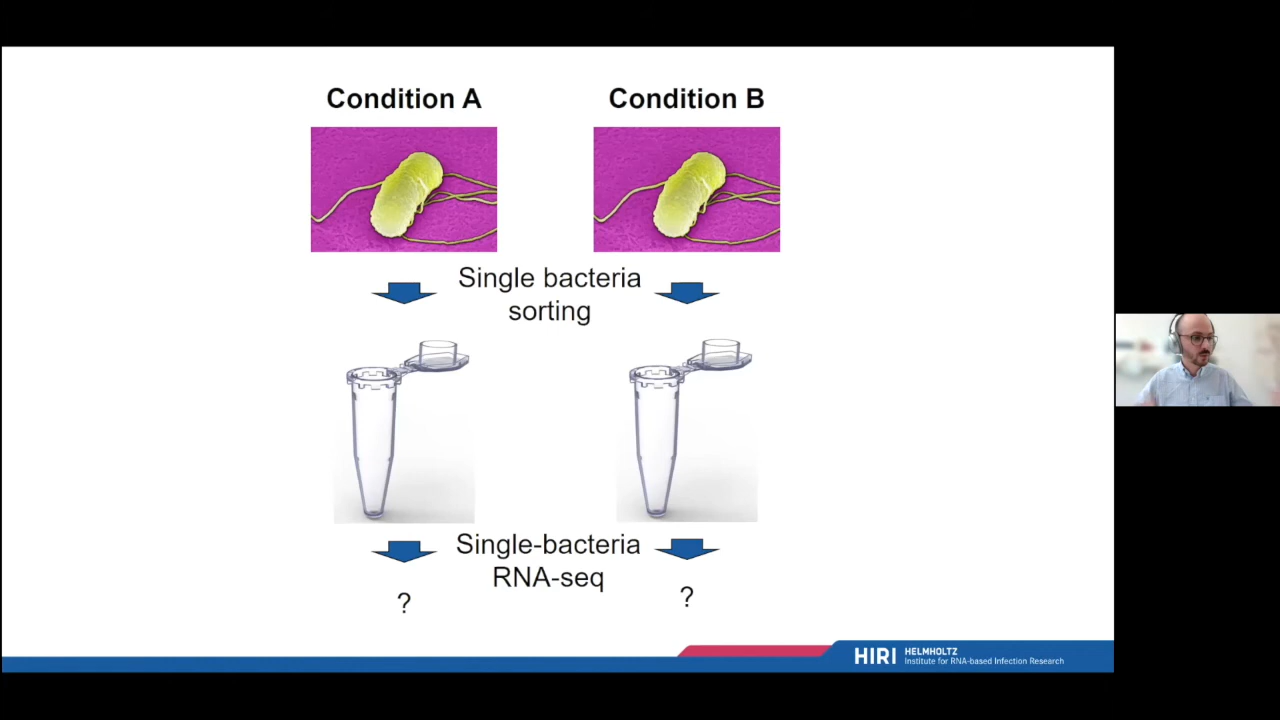 Condition A
Condition B
Single bacteria
sorting
Single-bacteria
RNA-seq
?
?
HIRI
HELMHOLTZ
Institute for RNA-based Infection Research